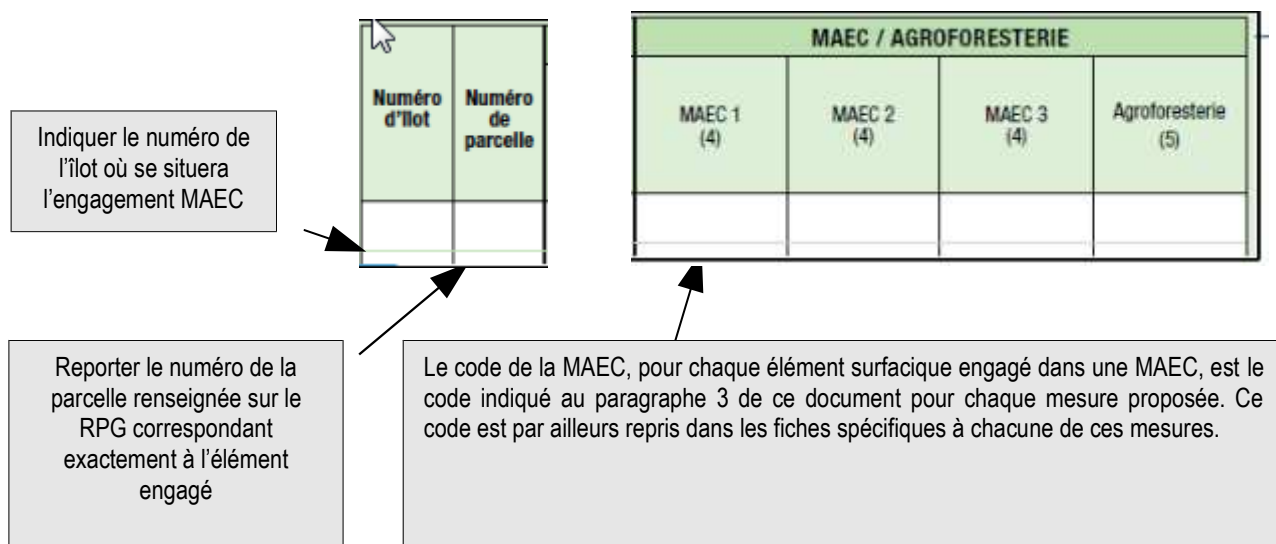 MAEC / AGROFORESTERIE
Numéro
d'îlot
Numéro
de
parcelle
MAEC 1
(4)
MAEC 2
(4)
MAEC 3
(4)
Agroforesterie
(5)
Indiquer le numéro de
l'îlot où se situera
l'engagement MAEC
Reporter le numéro de la
parcelle renseignée sur le
RPG correspondant
exactement à l'élément
engagé
Le code de la MAEC, pour chaque élément surfacique engagé dans une MAEC, est le
code indiqué au paragraphe 3 de ce document pour chaque mesure proposée. Ce
code est par ailleurs repris dans les fiches spécifiques à chacune de ces mesures.